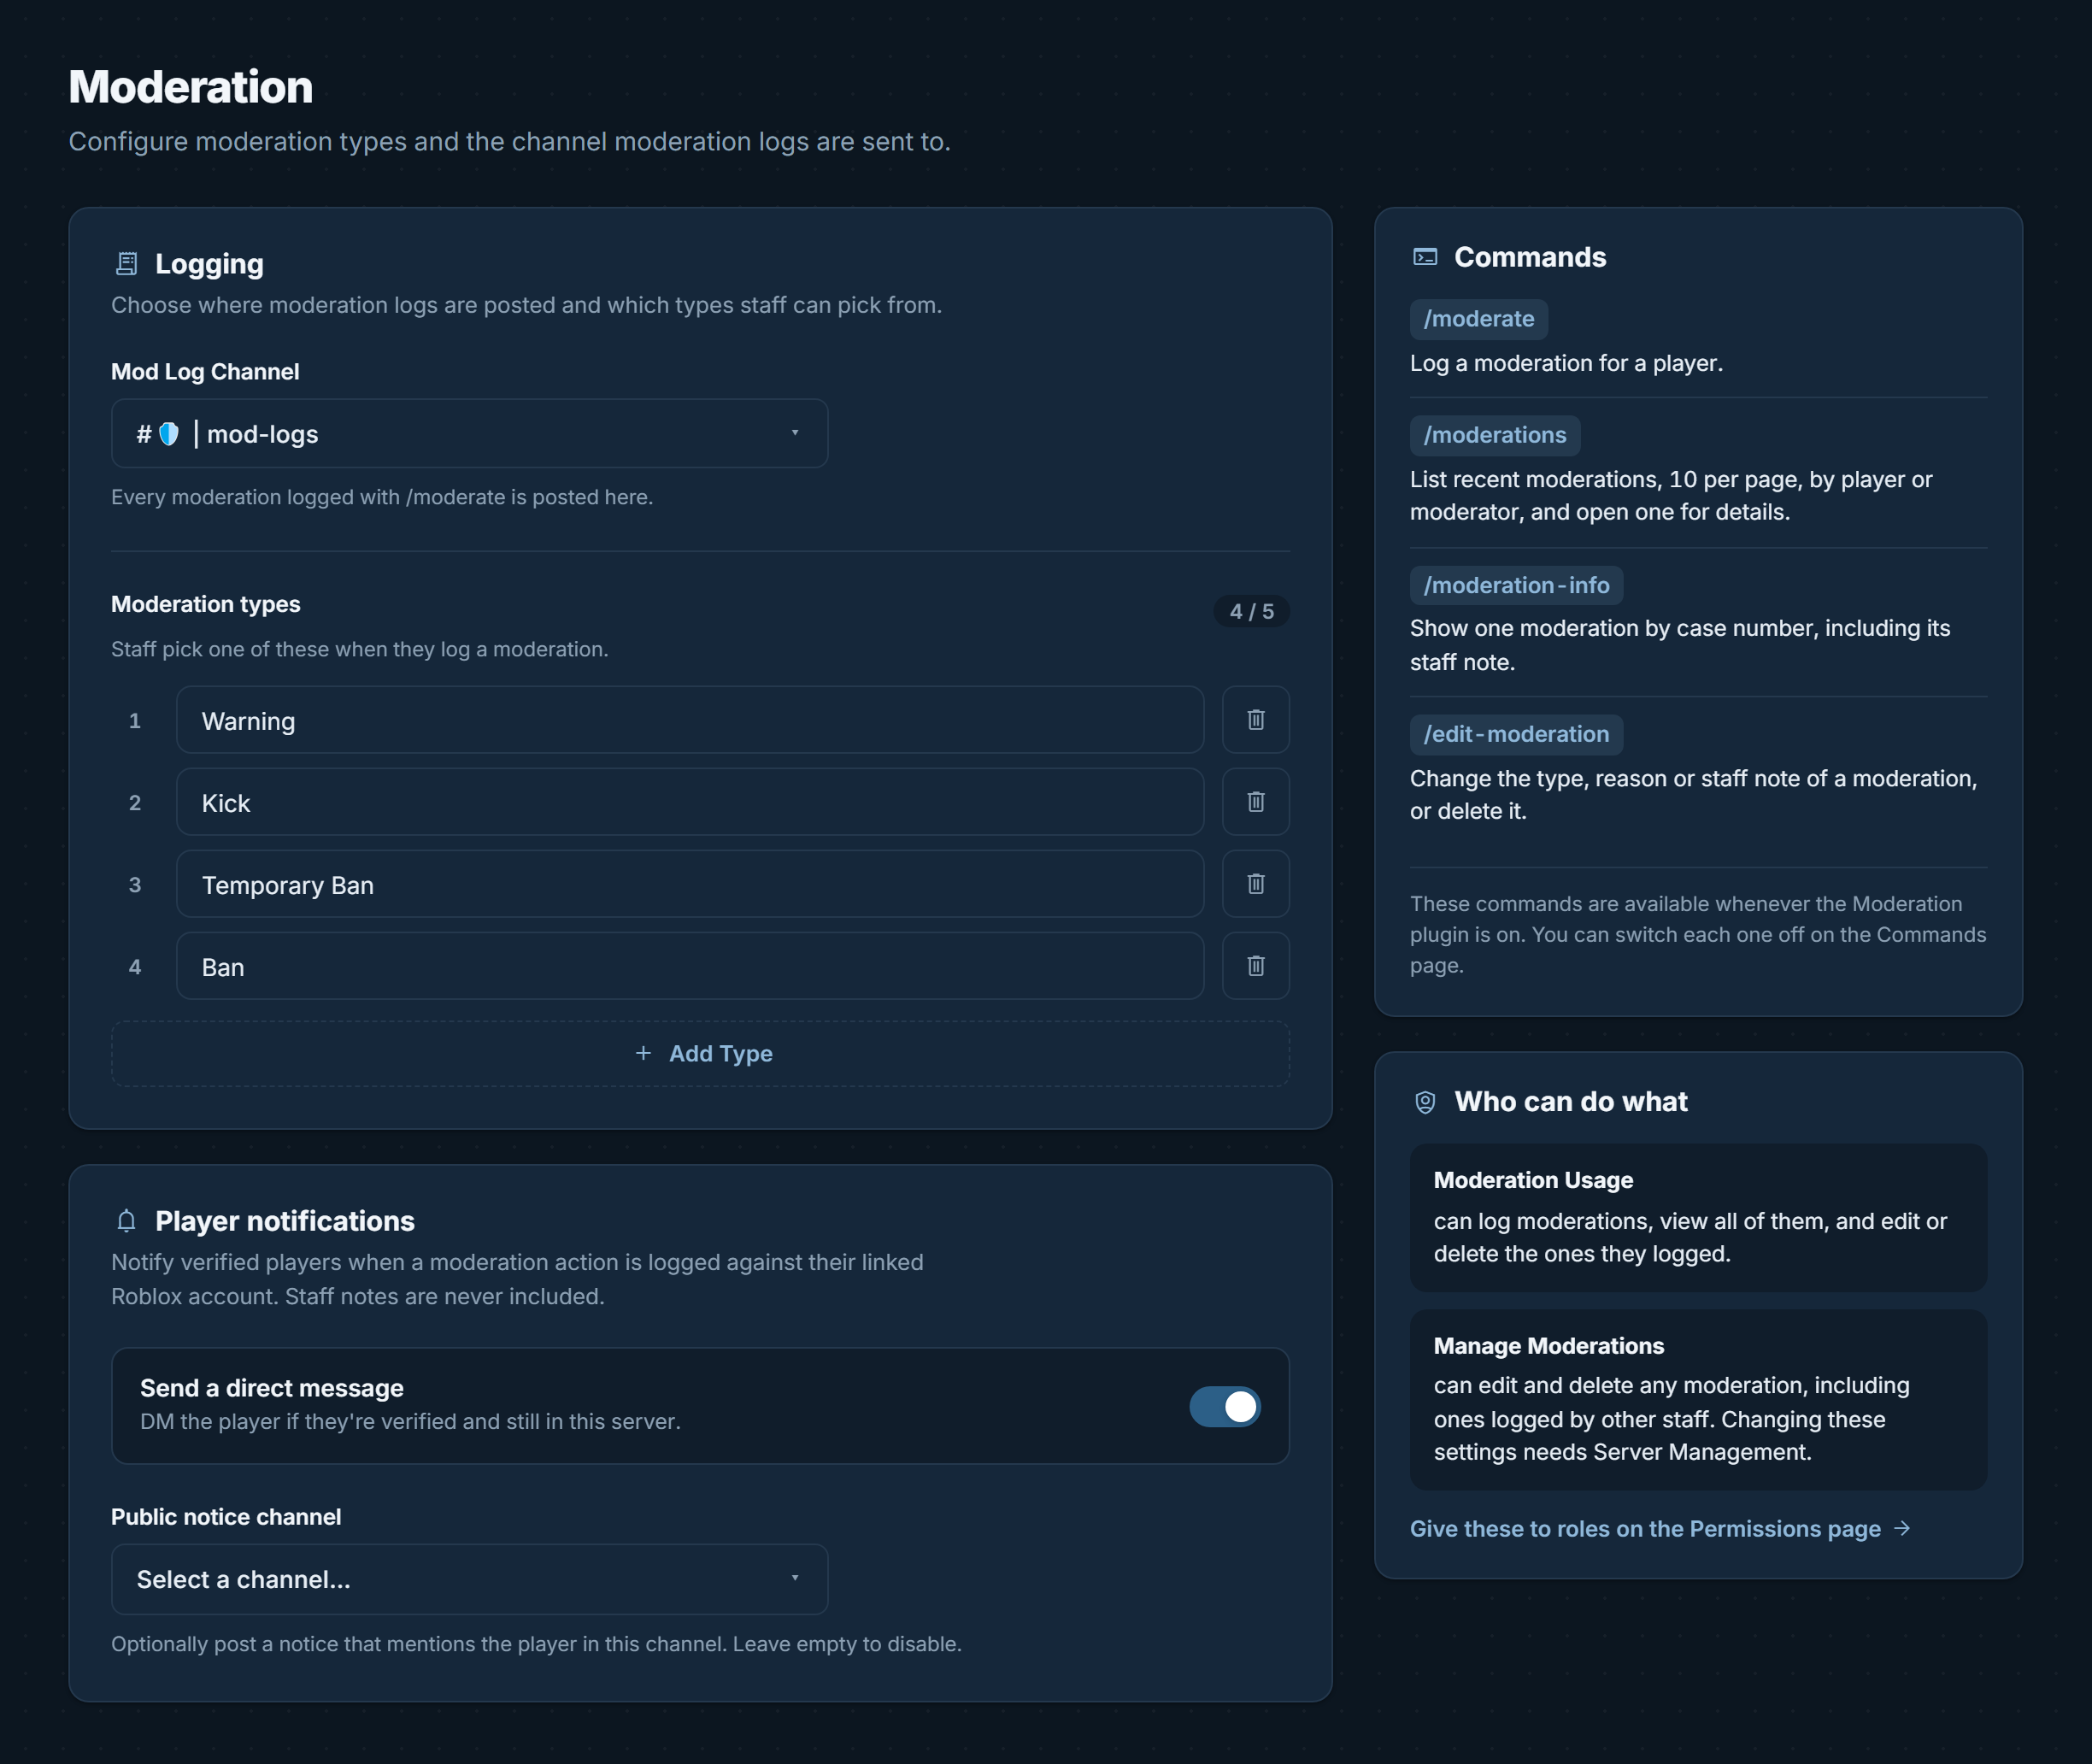 Moderation
Configure moderation types and the channel moderation logs are sent to.
Logging
Choose where moderation logs are posted and which types staff can pick from.
Mod Log Channel
#🛡️ | mod-logs
Every moderation logged with /moderate is posted here.
Moderation types
4 / 5
Staff pick one of these when they log a moderation.
1 Warning
2 Kick
3 Temporary Ban
4 Ban
+ Add Type
Player notifications
Notify verified players when a moderation action is logged against their linked
Roblox account. Staff notes are never included.
Send a direct message
DM the player if they're verified and still in this server.
Public notice channel
Select a channel...
Optionally post a notice that mentions the player in this channel. Leave empty to disable.
Commands
/moderate
Log a moderation for a player.
/moderations
List recent moderations, 10 per page, by player or
moderator, and open one for details.
/moderation-info
Show one moderation by case number, including its
staff note.
/edit-moderation
Change the type, reason or staff note of a moderation,
or delete it.
These commands are available whenever the Moderation
plugin is on. You can switch each one off on the Commands
page.
Who can do what
Moderation Usage
can log moderations, view all of them, and edit or
delete the ones they logged.
Manage Moderations
can edit and delete any moderation, including
ones logged by other staff. Changing these
settings needs Server Management.
Give these to roles on the Permissions page →